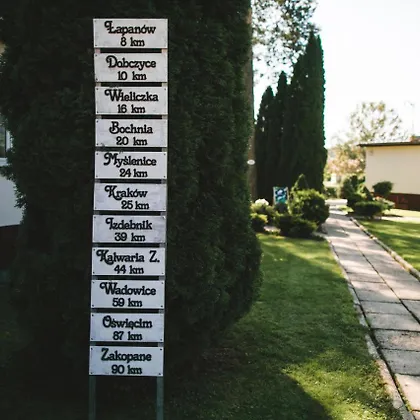 Łapanów
8 km
Dobczyce
10 km
Wieliczka
16 km
Bochnia
20 km
Myślenice
24 km
Kraków
25 km
Izdebnik
39 km
Kalwaria Z.
44 km
Wadowice
59 km
Oświęcim
87 km
Zakopane
90 km